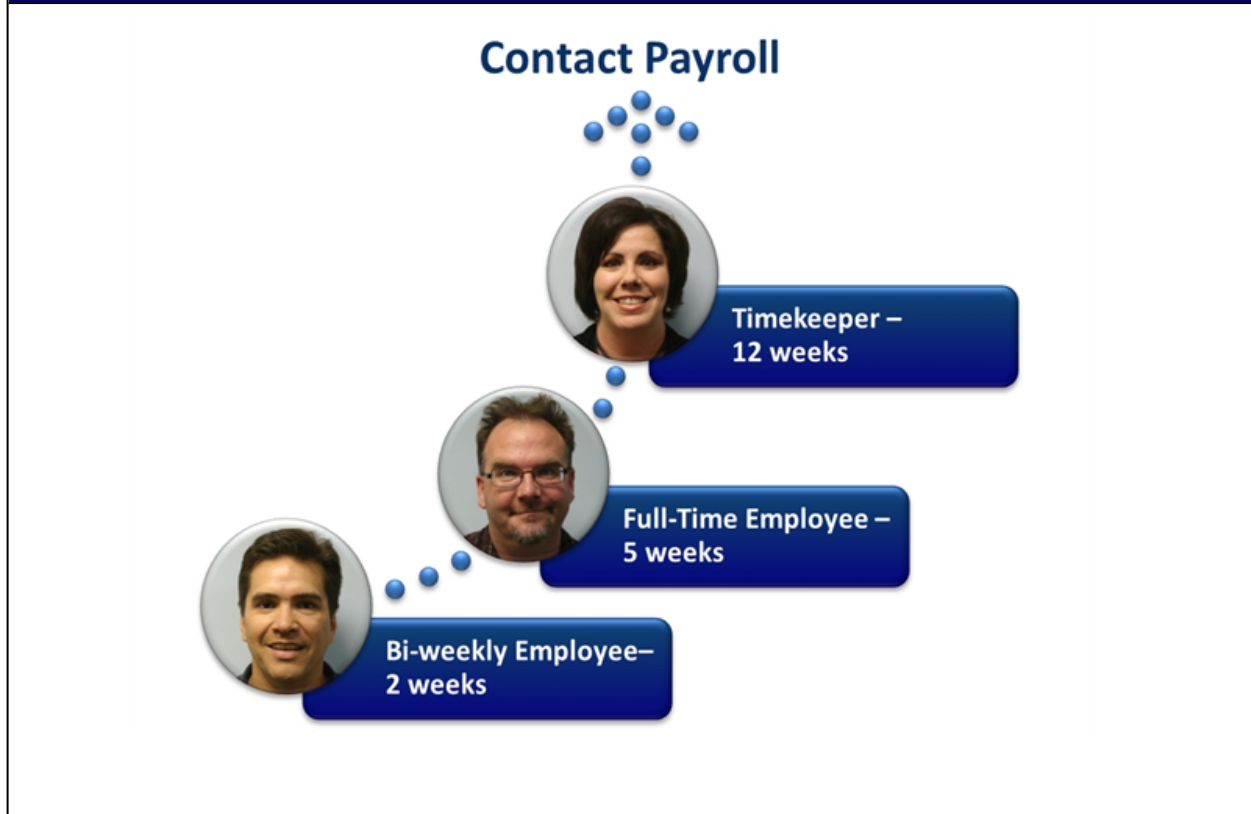 Contact Payroll
Timekeeper –
12 weeks
Full-Time Employee –
5 weeks
Bi-weekly Employee–
2 weeks